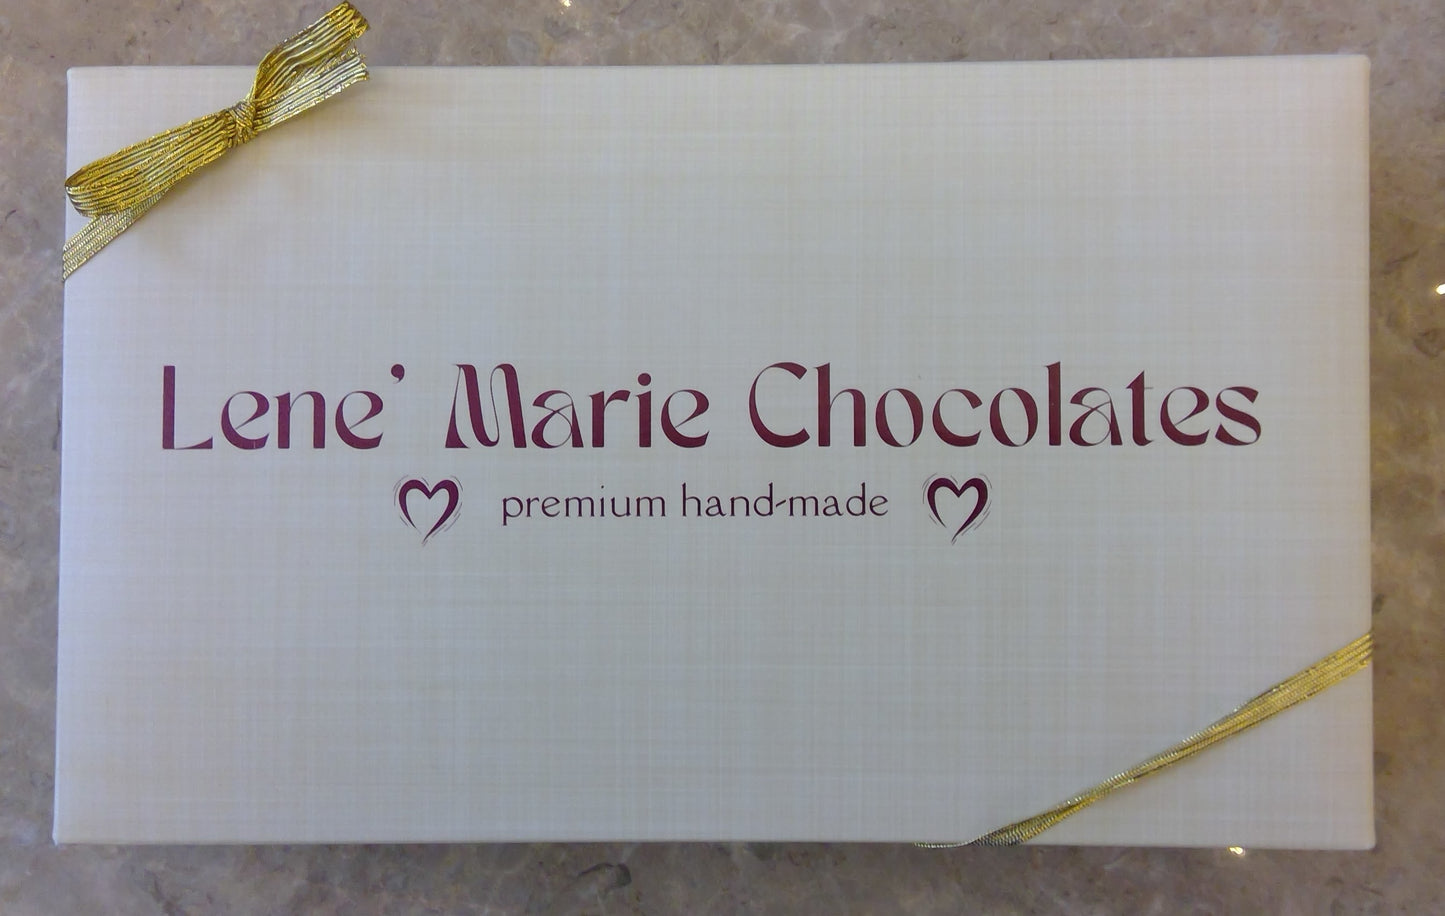 Lene’ Marie Chocolates
premium hand-made